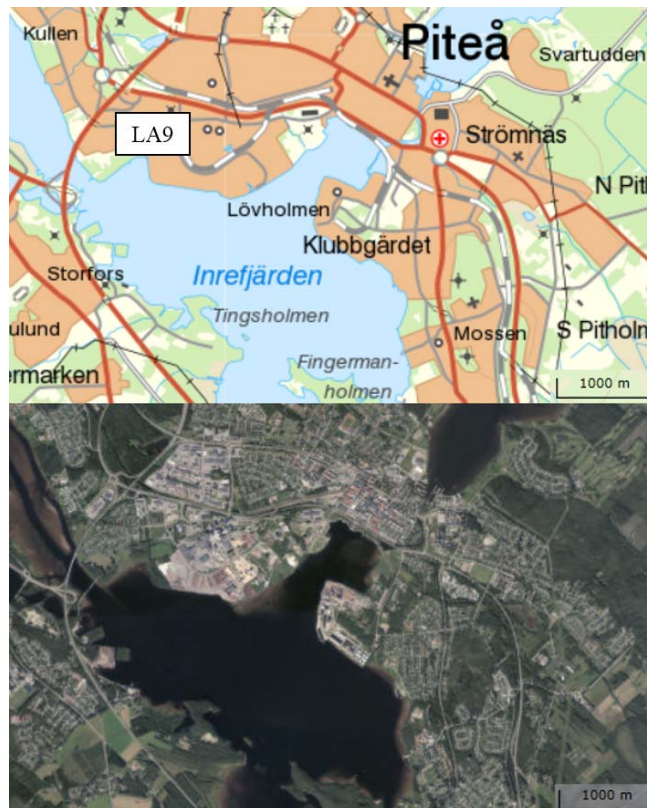 Kullen
Piteå
Svartudden
LA9
Strömnäs
N Pit
Lövholmen
Klubbgärdet
Storfors
Inrefjärden
Tingsholmen
ulund
Mossen
S Pitholm
Fingerman-
holmen
ermarken
1000 m
1000 m